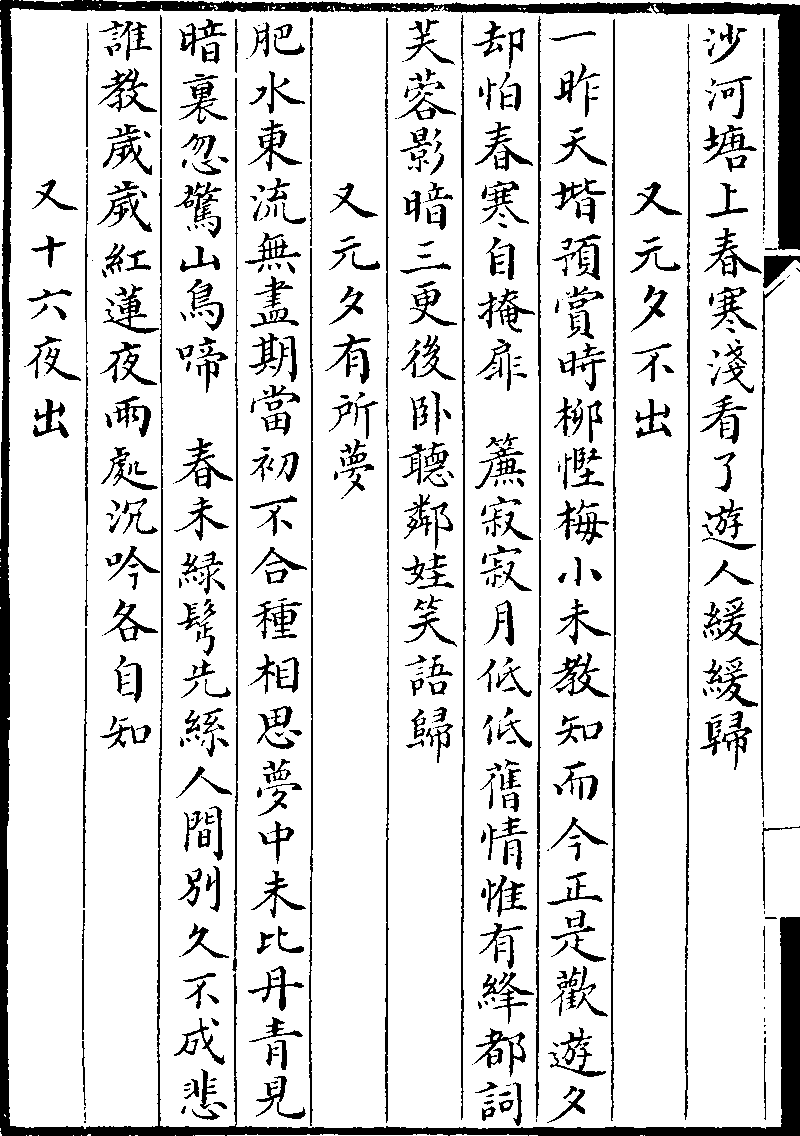 沙河塘上春寒淺看了遊人緩緩歸
又元夕不出
一昨天堦預賞時柳慳梅小未教知而今正是歡遊夕
却怕春寒自掩扉　簾寂寂月低低舊情惟有絳都詞
芙蓉影暗三更後卧聽鄰娃笑語歸
又元夕有所夢
肥水東流無盡期當初不合種相思夢中未比丹青見
暗裏忽驚山鳥啼　春未綠鬂先絲人間別久不成悲
誰教歲歲紅蓮夜兩處沉吟各自知
又十六夜出